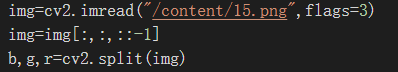 img=cv2.imread("/content/15.png",flags=3)
img=img[:,:,::-1]
b,g,r=cv2.split(img)